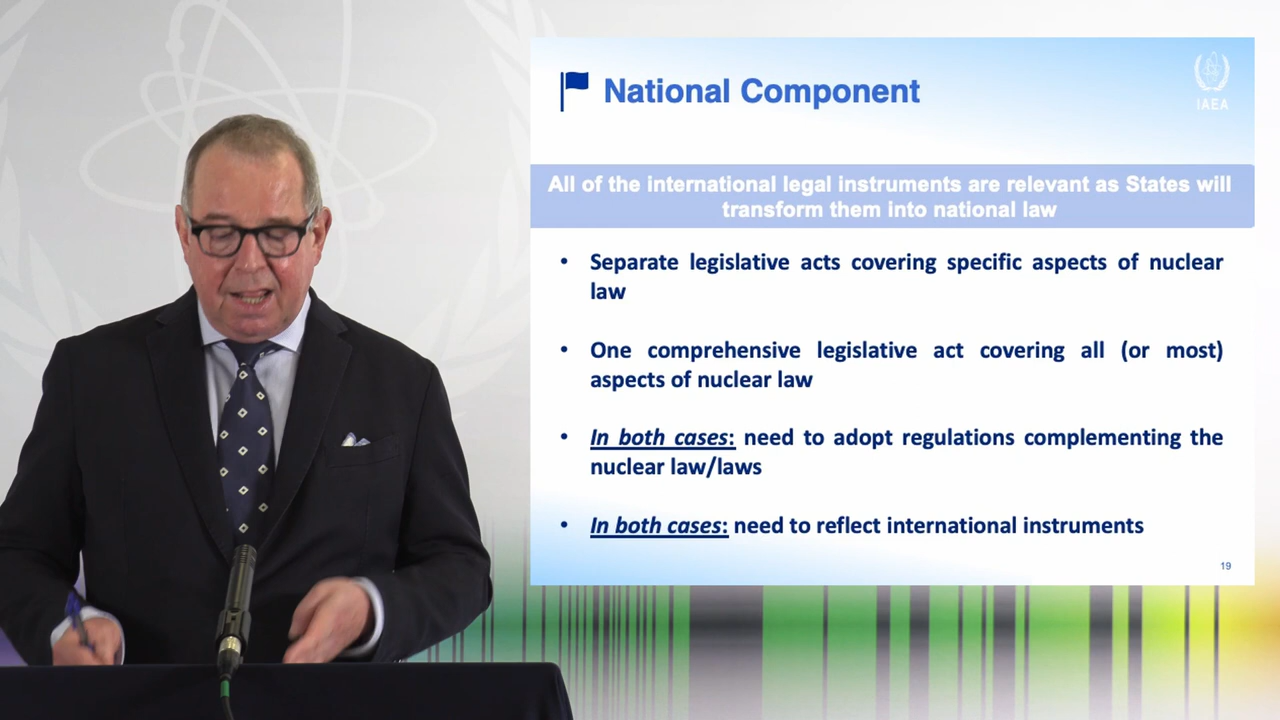 National Component
IAEA
All of the international legal instruments are relevant as States will
transform them into national law
• Separate legislative acts covering specific aspects of nuclear
law
• One comprehensive legislative act covering all (or most)
aspects of nuclear law
• In both cases: need to adopt regulations complementing the
nuclear law/laws
• In both cases: need to reflect international instruments
19